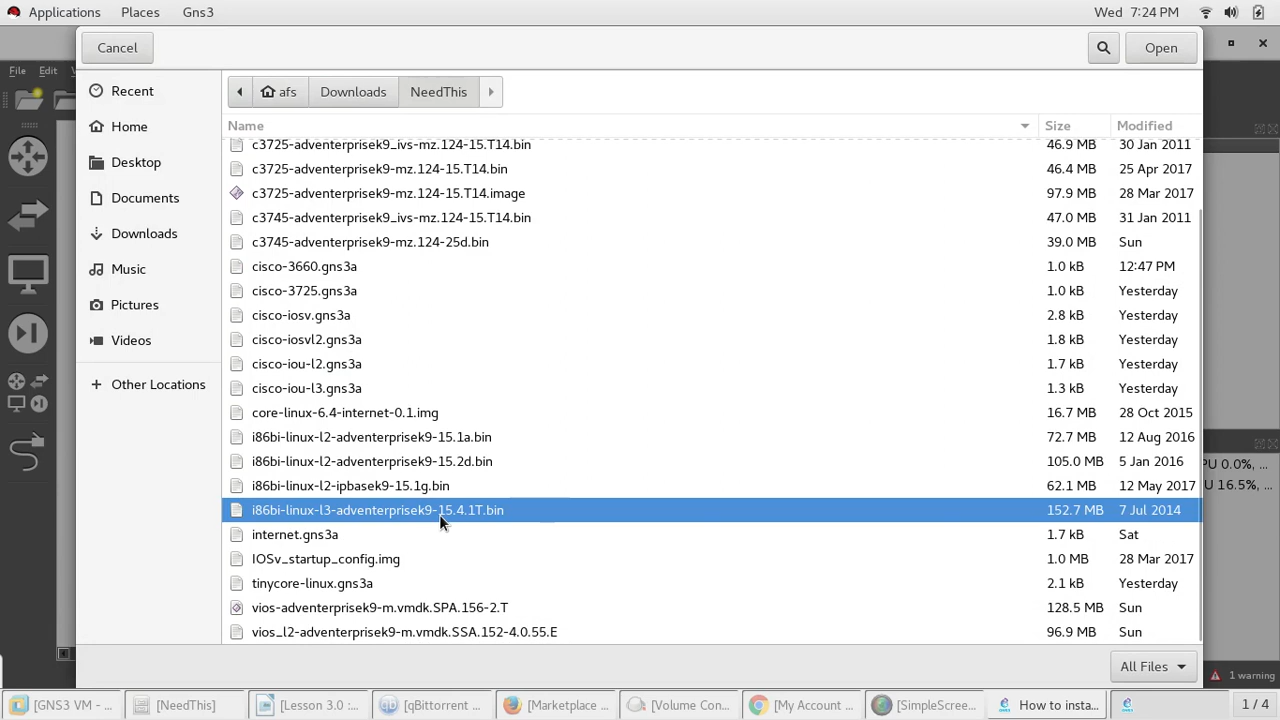 Applications Places Gns3 Wed 7:24 PM
File Edit
Cancel Open
Recent
Home
Desktop
Documents
Downloads
Music
Pictures
Videos
Other Locations
afs Downloads NeedThis
Name Size Modified
c3725-adventerprisek9_ivs-mz.124-15.T14.bin 46.9 MB 30 Jan 2011
c3725-adventerprisek9-mz.124-15.T14.bin 46.4 MB 25 Apr 2017
c3725-adventerprisek9-mz.124-15.T14.image 97.9 MB 28 Mar 2017
c3745-adventerprisek9_ivs-mz.124-15.T14.bin 47.0 MB 31 Jan 2011
c3745-adventerprisek9-mz.124-25d.bin 39.0 MB Sun
cisco-3660.gns3a 1.0 kB 12:47 PM
cisco-3725.gns3a 1.0 kB Yesterday
cisco-iosv.gns3a 2.8 kB Yesterday
cisco-iosvl2.gns3a 1.8 kB Yesterday
cisco-iou-l2.gns3a 1.7 kB Yesterday
cisco-iou-l3.gns3a 1.3 kB Yesterday
core-linux-6.4-internet-0.1.img 16.7 MB 28 Oct 2015
i86bi-linux-l2-adventerprisek9-15.1a.bin 72.7 MB 12 Aug 2016
i86bi-linux-l2-adventerprisek9-15.2d.bin 105.0 MB 5 Jan 2016
i86bi-linux-l2-ipbasek9-15.1g.bin 62.1 MB 12 May 2017
i86bi-linux-l3-adventerprisek9-15.4.1T.bin 152.7 MB 7 Jul 2014
internet.gns3a 1.7 kB Sat
IOSv_startup_config.img 1.0 MB 28 Mar 2017
tinycore-linux.gns3a 2.1 kB Yesterday
vios-adventerprisek9-m.vmdk.SPA.156-2.T 128.5 MB Sun
vios_l2-adventerprisek9-m.vmdk.SSA.152-4.0.55.E 96.9 MB Sun
PU 0.0%, ...
U 16.5%, ...
All Files
1 warning
[GNS3 VM - ... [NeedThis] [Lesson 3.0 : ... [qBittorrent ... [Marketplace ... [Volume Con... [My Account ... [SimpleScree... How to insta... 1 / 4